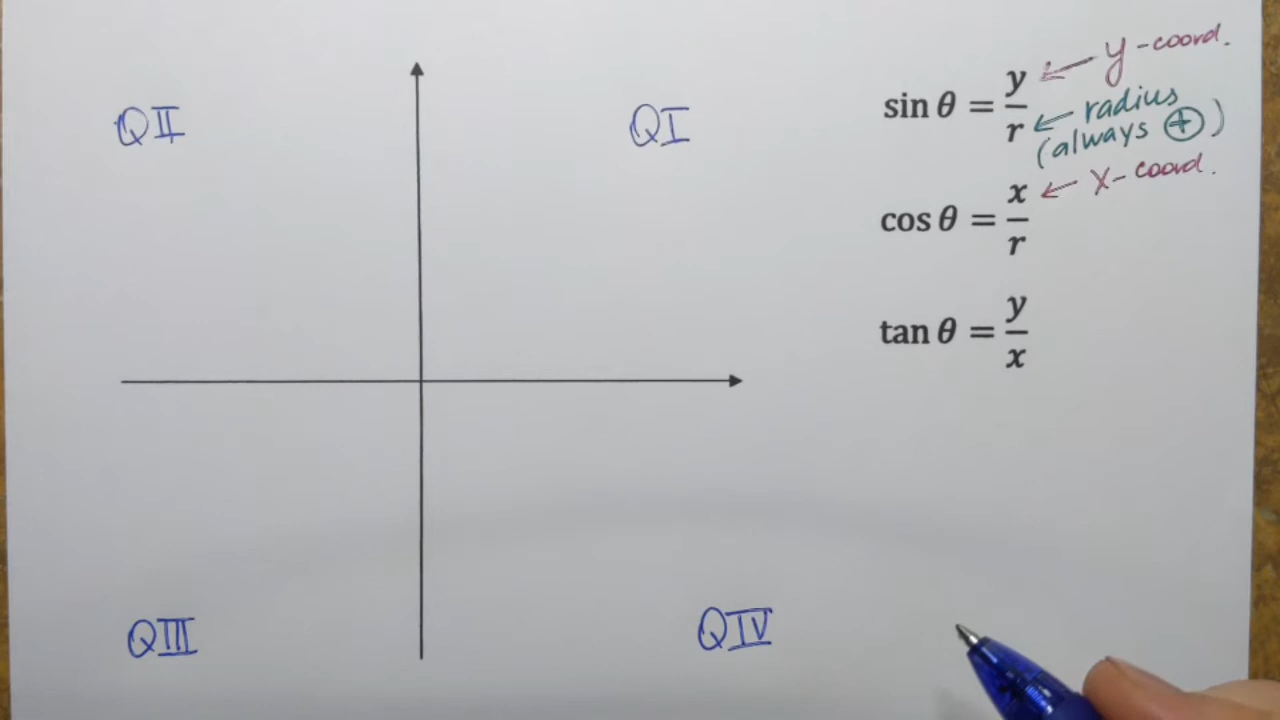 QII
QI
sin θ = y/r ← y-coord.
← radius
(always ⊕)
cos θ = x/r ← x-coord.
tan θ = y/x
QIII
QIV